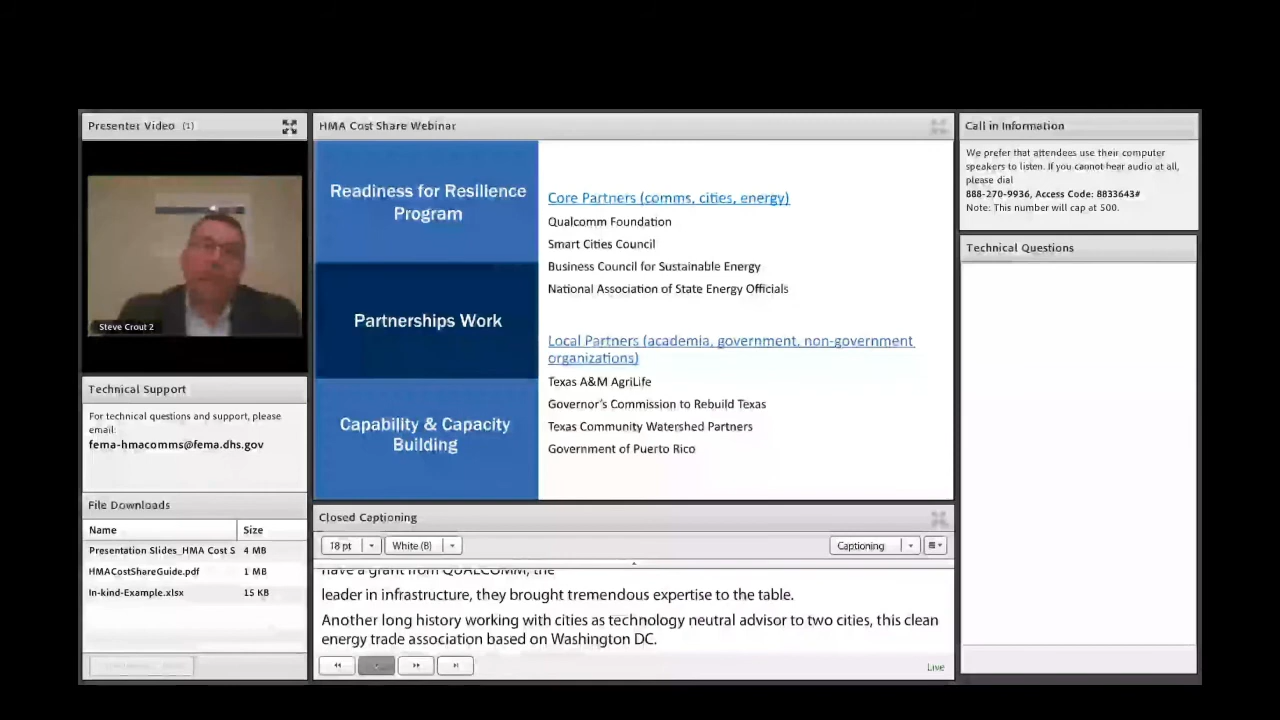 Presenter Video (1)
Steve Crout 2
Technical Support
For technical questions and support, please
email:
fema-hmacomms@fema.dhs.gov
File Downloads
Name Size
Presentation Slides_HMA Cost S 4 MB
HMACostShareGuide.pdf 1 MB
In-kind-Example.xlsx 15 KB
HMA Cost Share Webinar
Readiness for Resilience
Program
Partnerships Work
Capability & Capacity
Building
Core Partners (comms, cities, energy)
Qualcomm Foundation
Smart Cities Council
Business Council for Sustainable Energy
National Association of State Energy Officials
Local Partners (academia, government, non-government
organizations)
Texas A&M AgriLife
Governor's Commission to Rebuild Texas
Texas Community Watershed Partners
Government of Puerto Rico
Closed Captioning
18 pt White (B) Captioning
have a grant from QUALCOMM, the
leader in infrastructure, they brought tremendous expertise to the table.
Another long history working with cities as technology neutral advisor to two cities, this clean
energy trade association based on Washington DC.
Live
Call in Information
We prefer that attendees use their computer
speakers to listen. If you cannot hear audio at all,
please dial
888-270-9936, Access Code: 8833643#
Note: This number will cap at 500.
Technical Questions